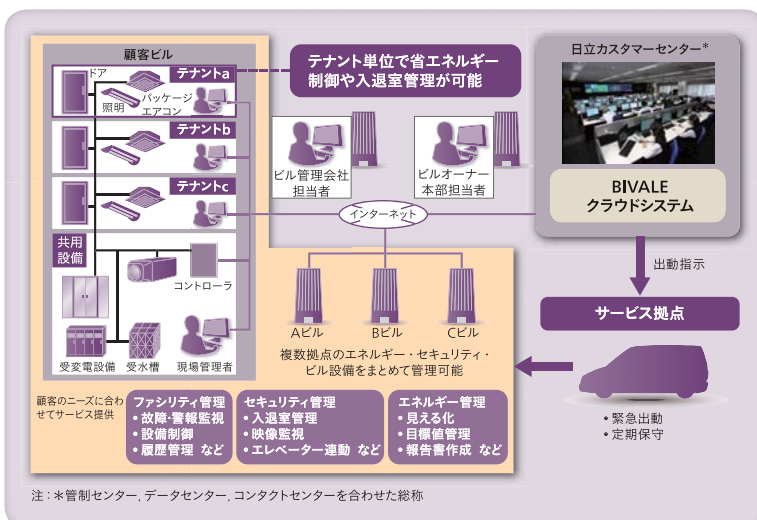 顧客ビル
ドア
テナントa
照明
パッケージ
エアコン
テナントb
テナントc
共用
設備
コントローラ
受変電設備
受水槽
現場管理者
テナント単位で省エネルギー
制御や入退室管理が可能
ビル管理会社
担当者
ビルオーナー
本部担当者
インターネット
日立カスタマーセンター*
BIVALE
クラウドシステム
出動指示
サービス拠点
・緊急出動
・定期保守
Aビル
Bビル
Cビル
複数拠点のエネルギー・セキュリティ・
ビル設備をまとめて管理可能
顧客のニーズに合わ
せてサービス提供
ファシリティ管理
・故障・警報監視
・設備制御
・履歴管理 など
セキュリティ管理
・入退室管理
・映像監視
・エレベーター連動 など
エネルギー管理
・見える化
・目標値管理
・報告書作成 など
注：＊管制センター，データセンター，コンタクトセンターを合わせた総称